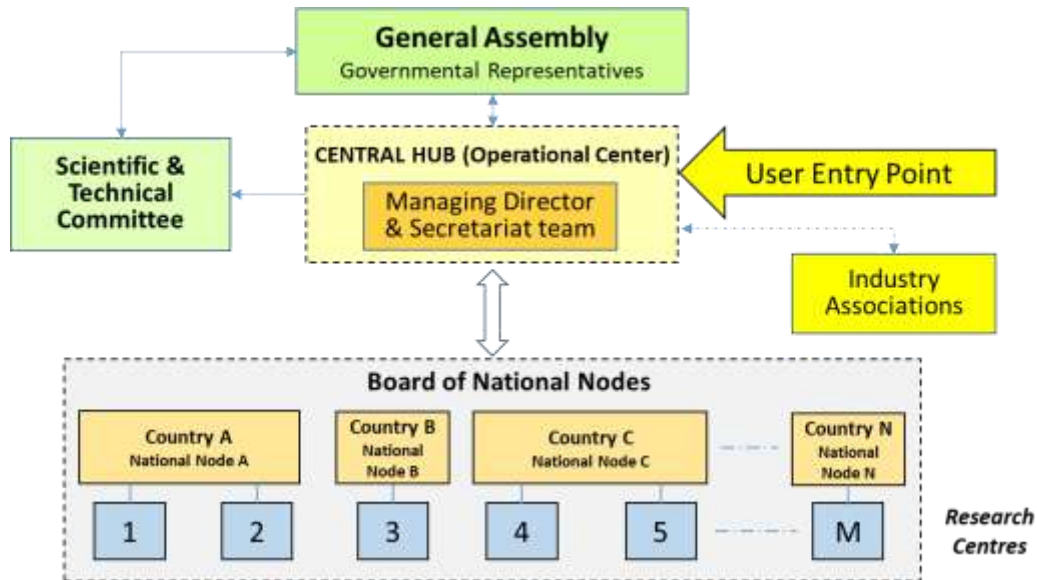 General Assembly
Governmental Representatives
CENTRAL HUB (Operational Center)
Managing Director
& Secretariat team
User Entry Point
Scientific &
Technical
Committee
Industry
Associations
Board of National Nodes
Country A
National Node A
Country B
National
Node B
Country C
National Node C
Country N
National
Node N
1
2
3
4
5
M
Research
Centres